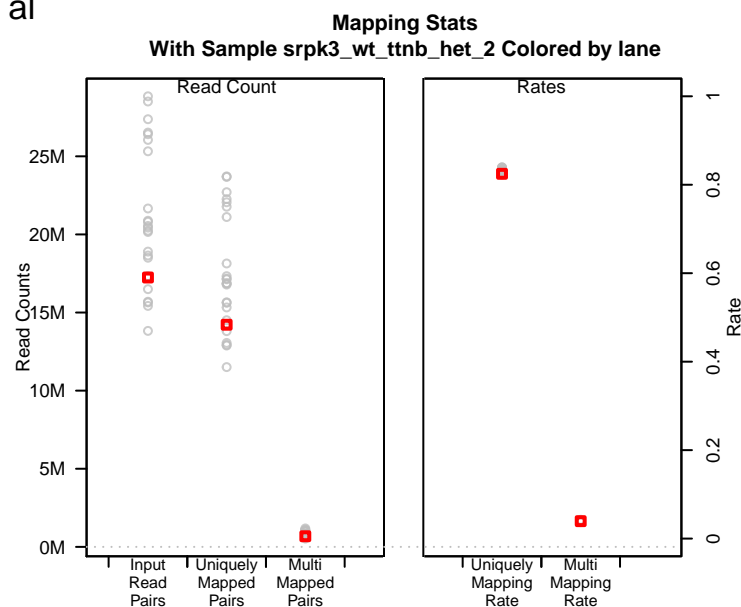 al
Mapping Stats
With Sample srpk3_wt_ttnb_het_2 Colored by lane
Read Count
Rates
Read Counts
25M
20M
15M
10M
5M
0M
Rate
1
0.8
0.6
0.4
0.2
0
Input
Read
Pairs
Uniquely
Mapped
Pairs
Multi
Mapped
Pairs
Uniquely
Mapping
Rate
Multi
Mapping
Rate